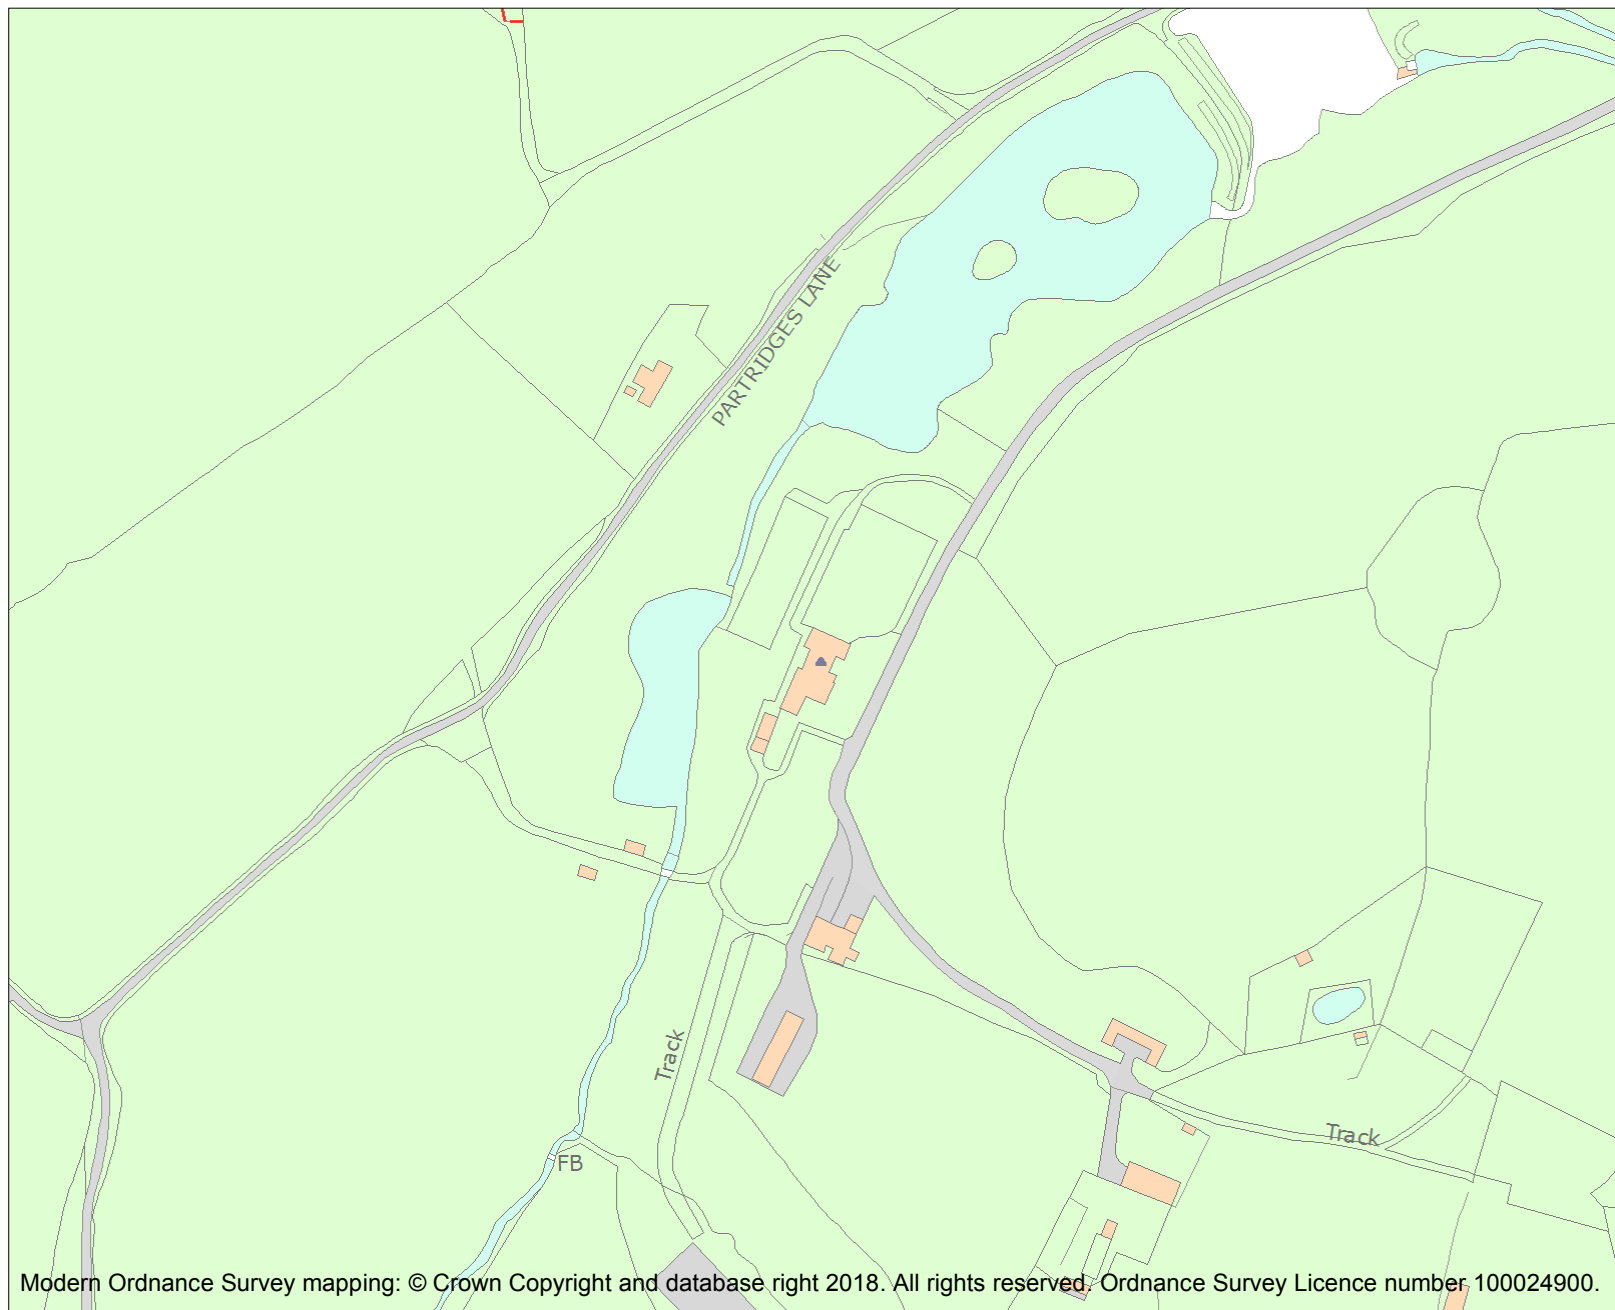 PARTRIDGES LANE
Track
Track
FB
Modern Ordnance Survey mapping: © Crown Copyright and database right 2018. All rights reserved. Ordnance Survey Licence number 100024900.